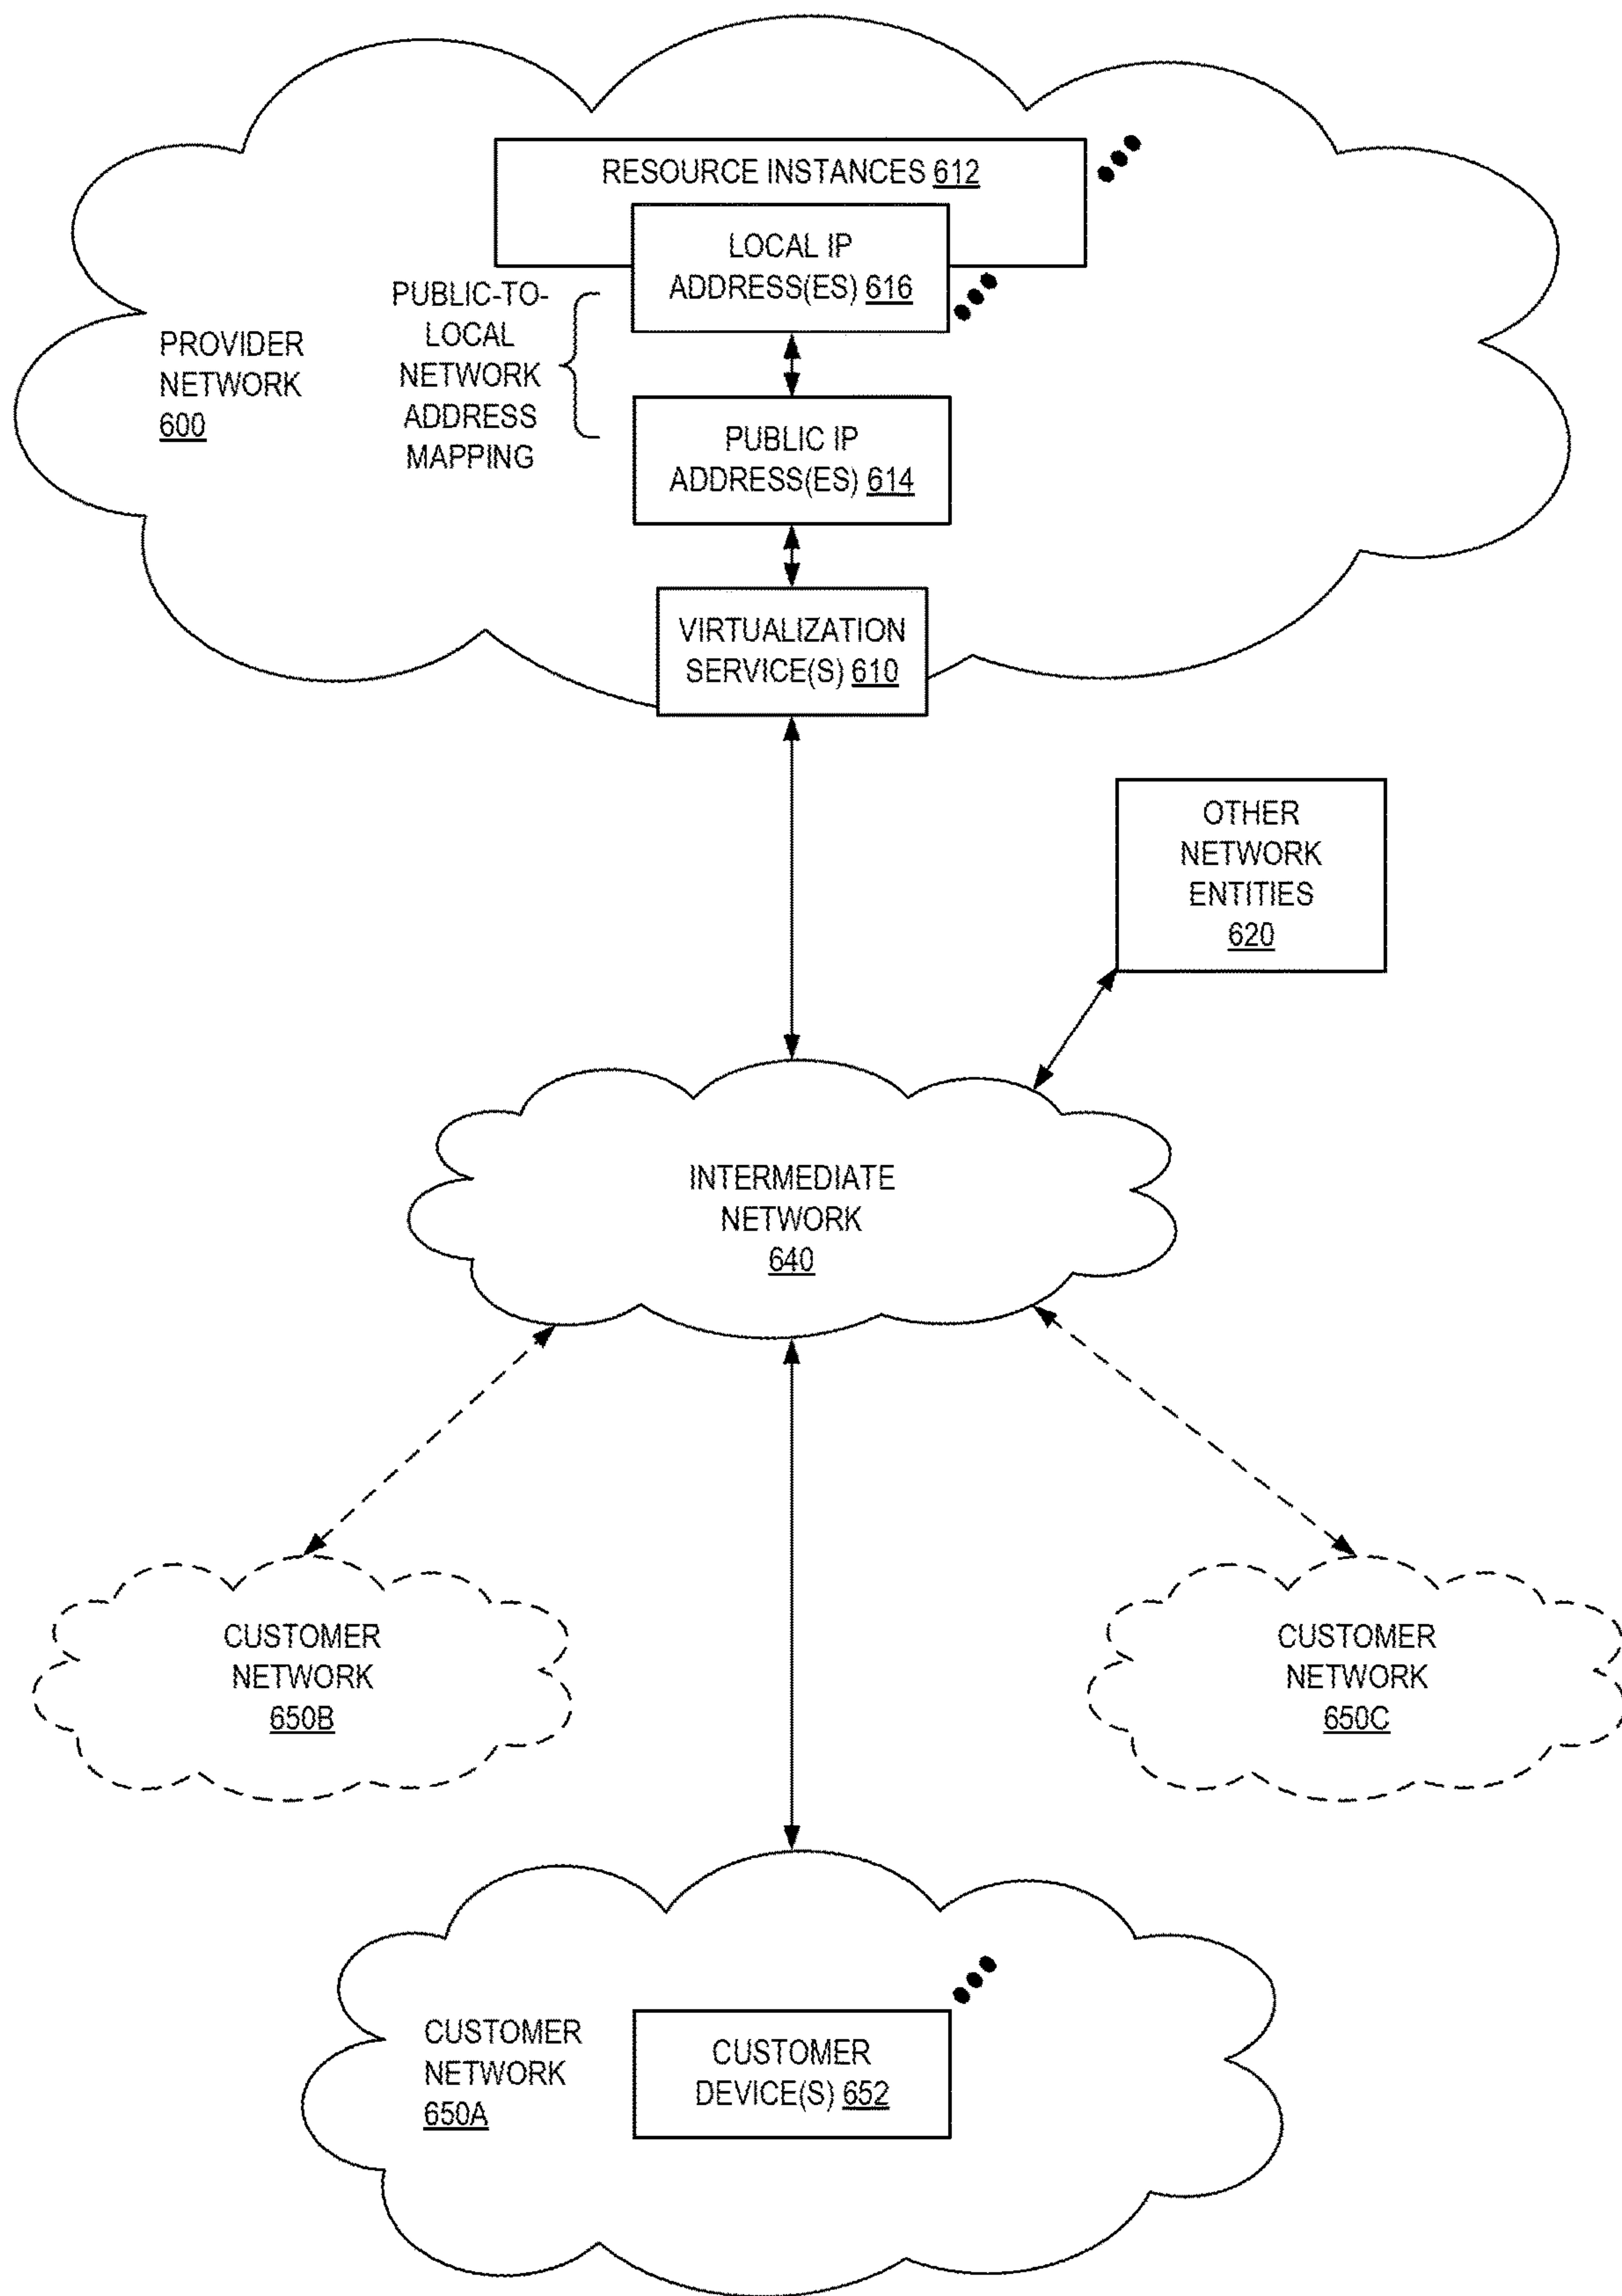 RESOURCE INSTANCES 612
LOCAL IP
ADDRESS(ES) 616
PUBLIC-TO-
LOCAL
NETWORK
ADDRESS
MAPPING
PROVIDER
NETWORK
600
PUBLIC IP
ADDRESS(ES) 614
VIRTUALIZATION
SERVICE(S) 610
OTHER
NETWORK
ENTITIES
620
INTERMEDIATE
NETWORK
640
CUSTOMER
NETWORK
650B
CUSTOMER
NETWORK
650C
CUSTOMER
NETWORK
650A
CUSTOMER
DEVICE(S) 652